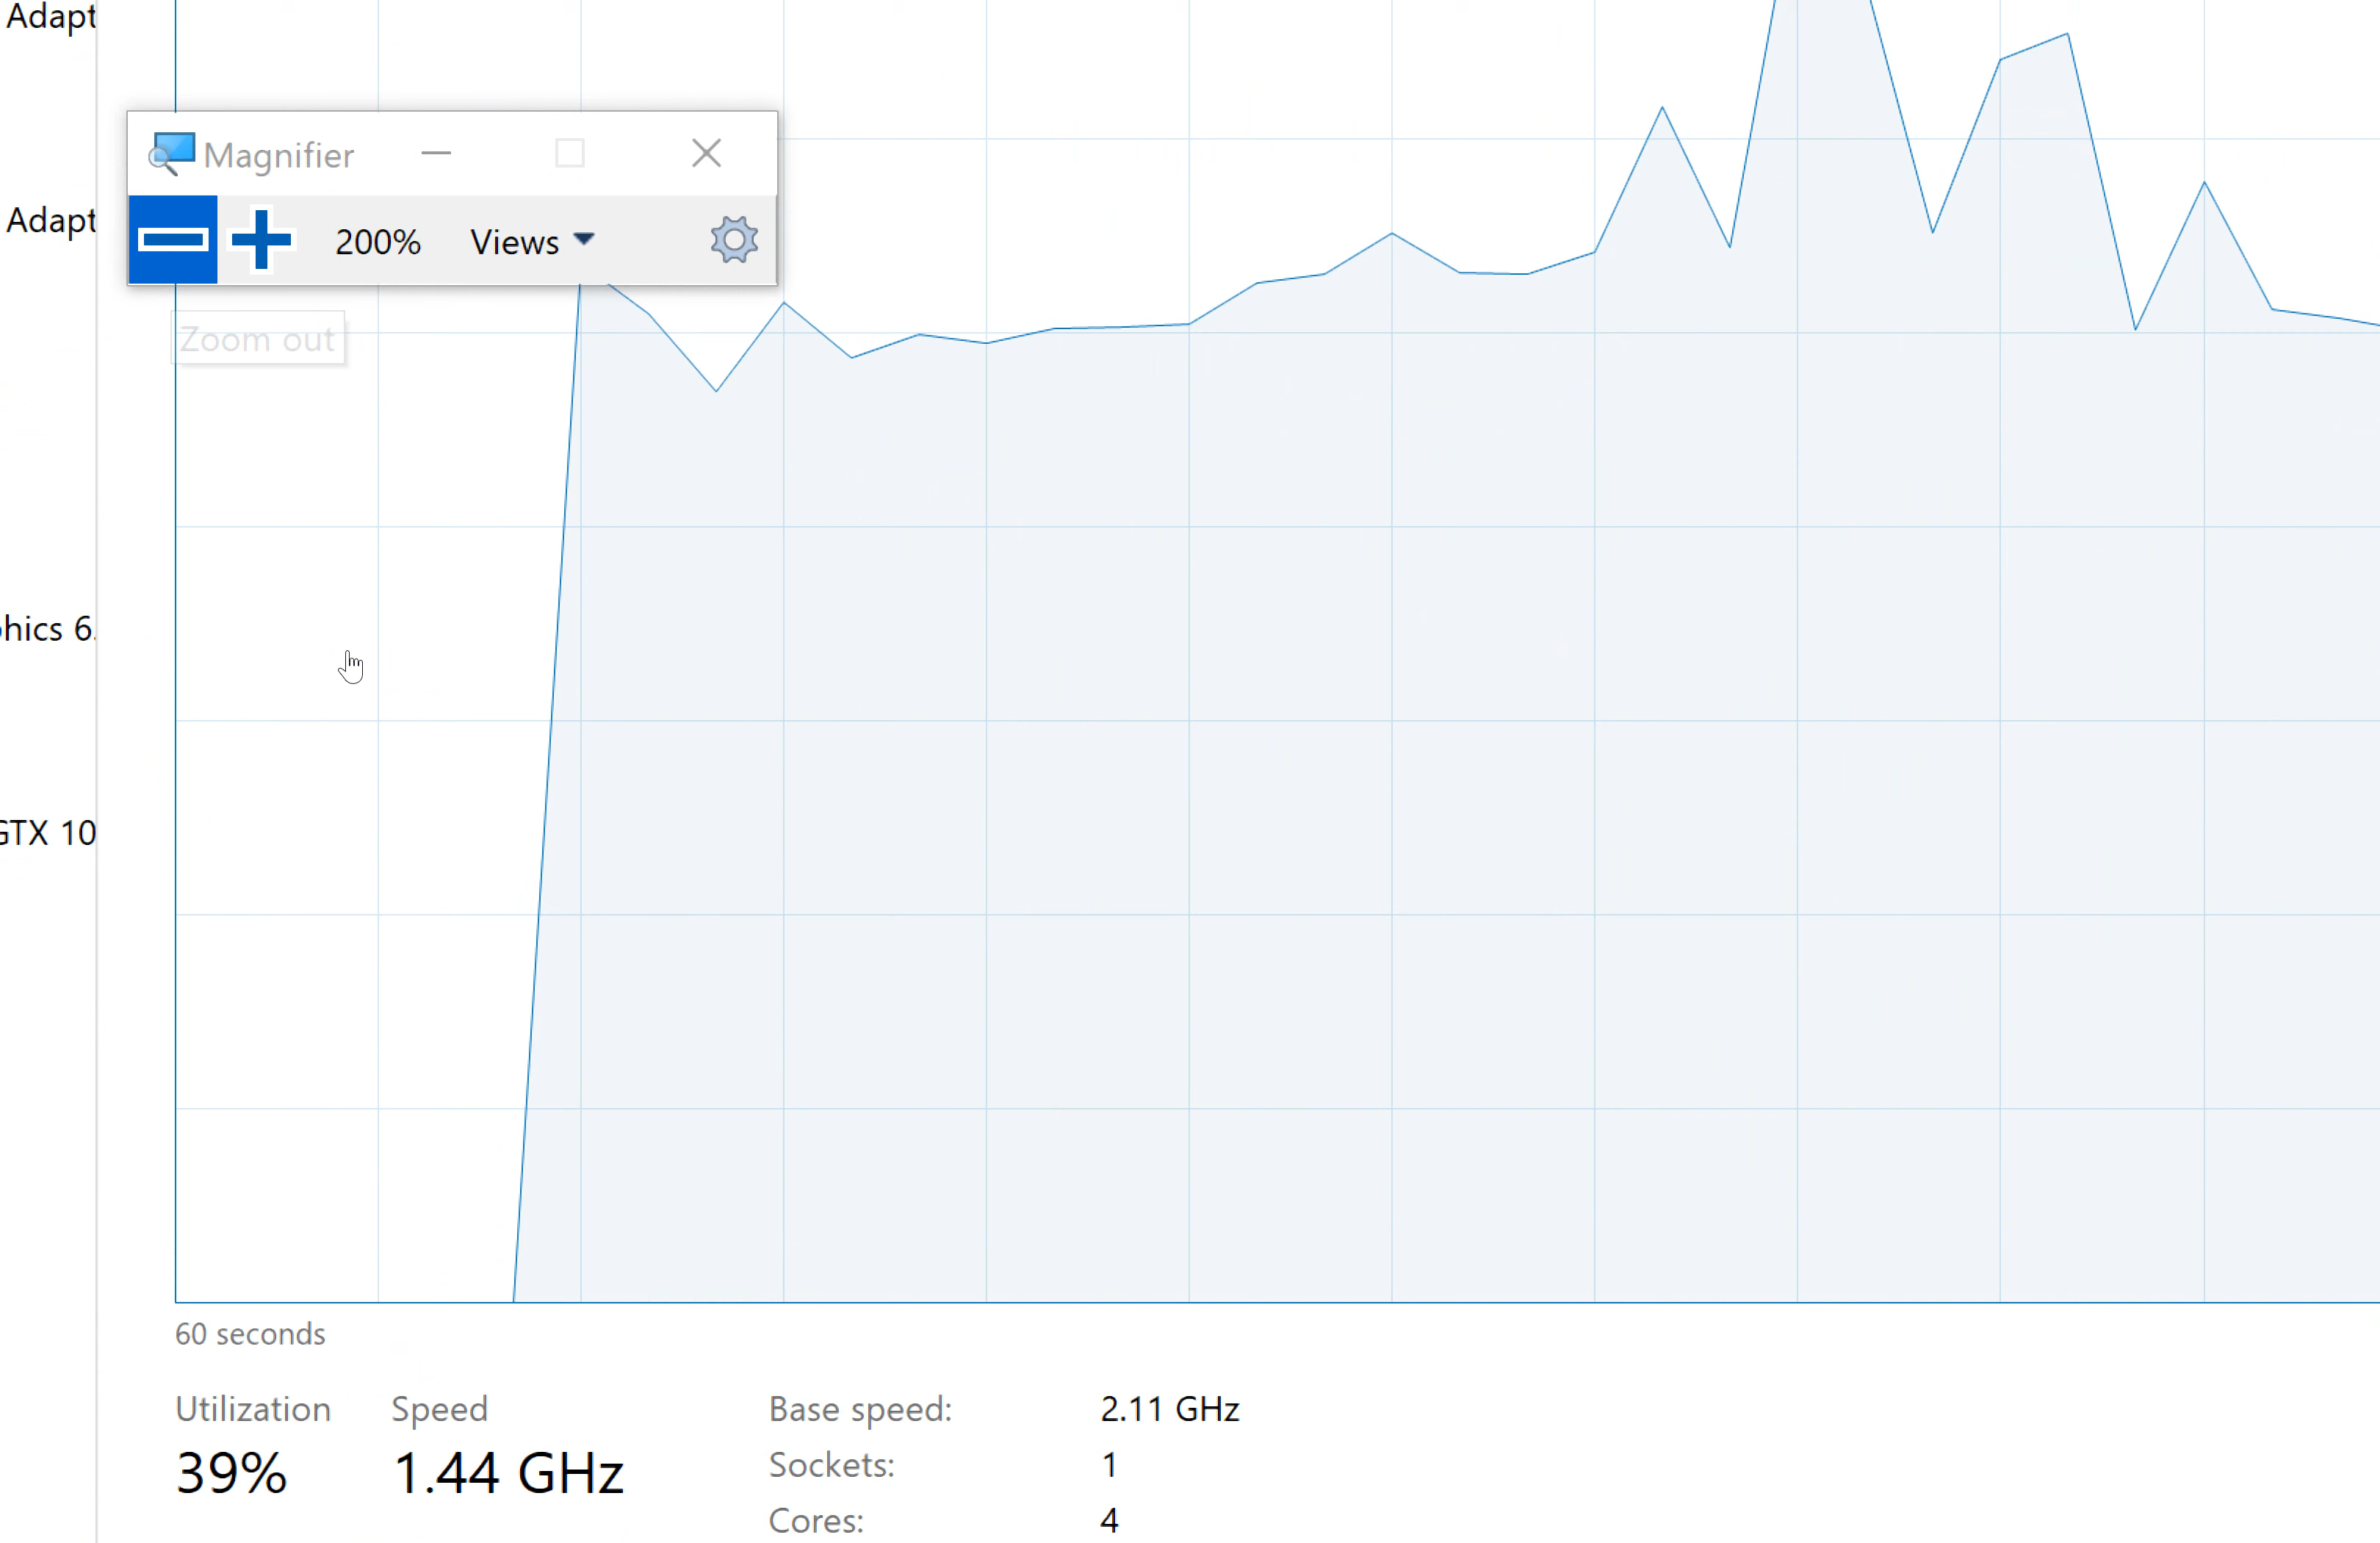 Adapt
Magnifier
200% Views
Adapt
Zoom out
hics 6.
GTX 10
60 seconds
Utilization Speed Base speed: 2.11 GHz
39% 1.44 GHz Sockets: 1
Cores: 4